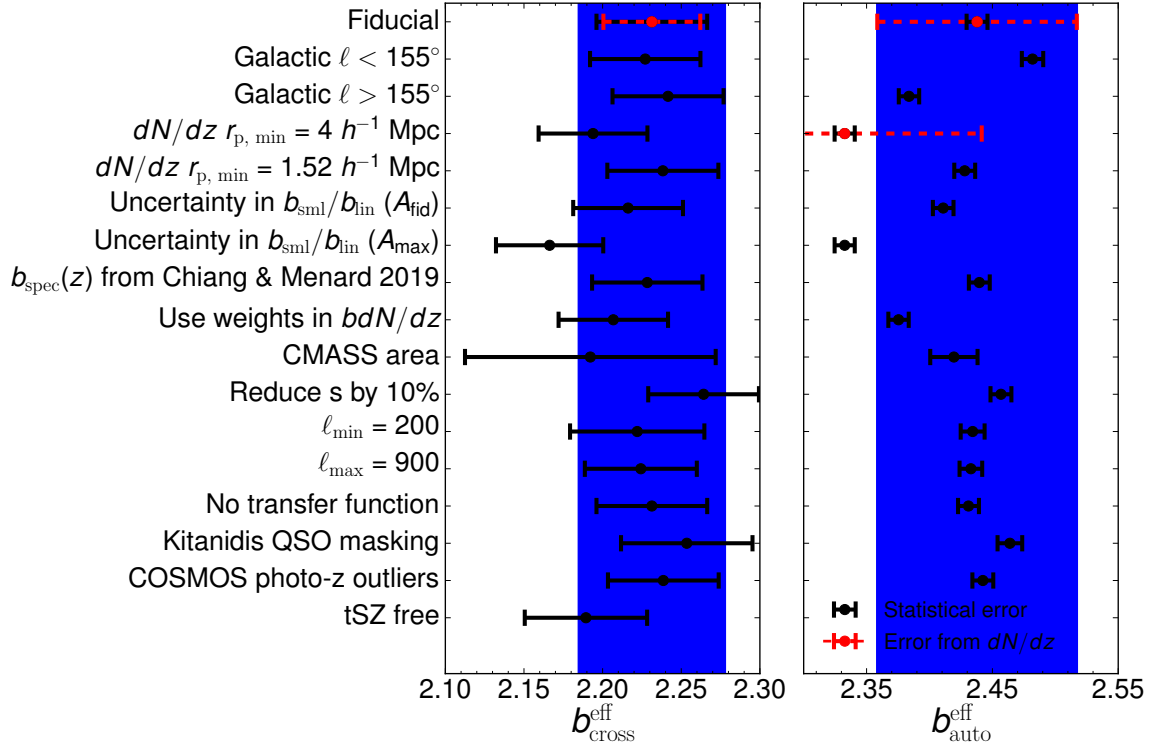 Fiducial
Galactic ℓ < 155°
Galactic ℓ > 155°
dN/dz r_p, min = 4 h⁻¹ Mpc
dN/dz r_p, min = 1.52 h⁻¹ Mpc
Uncertainty in b_sml/b_lin (A_fid)
Uncertainty in b_sml/b_lin (A_max)
b_spec(z) from Chiang & Menard 2019
Use weights in bdN/dz
CMASS area
Reduce s by 10%
ℓ_min = 200
ℓ_max = 900
No transfer function
Kitanidis QSO masking
COSMOS photo-z outliers
tSZ free
Statistical error
Error from dN/dz
2.10 2.15 2.20 2.25 2.30
2.35 2.45 2.55
b^eff_cross
b^eff_auto